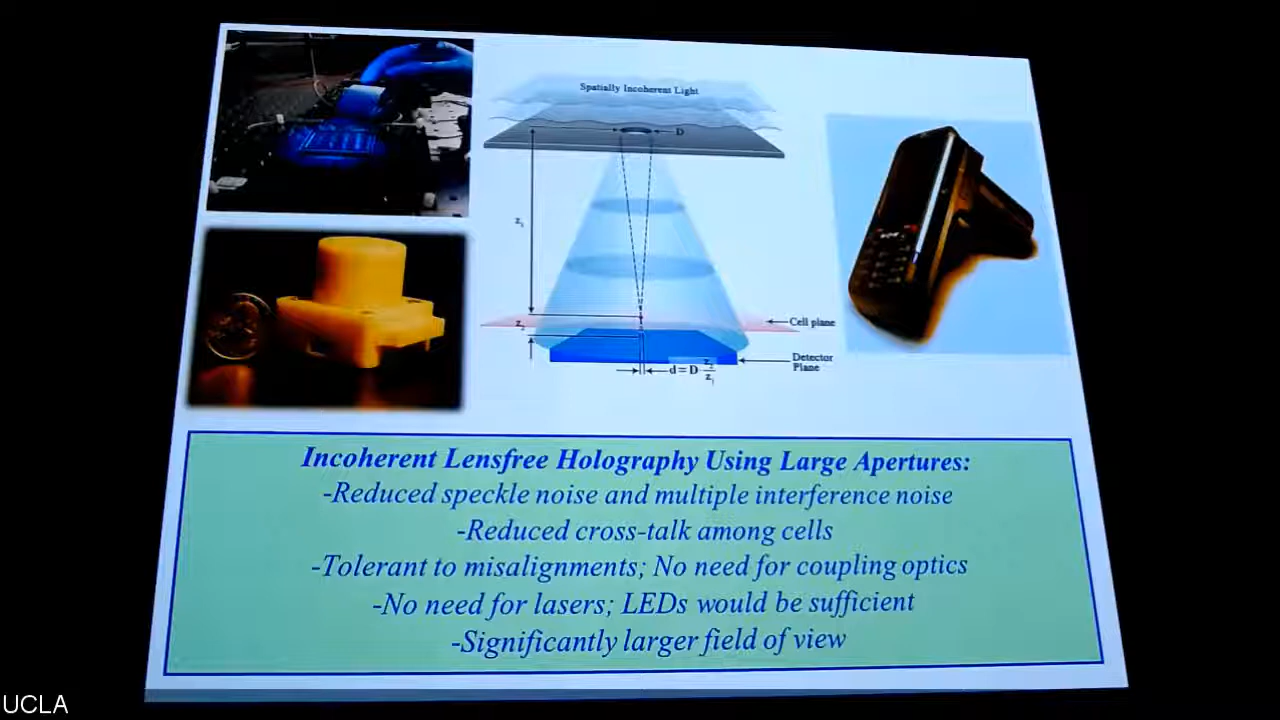 Spatially Incoherent Light
D
z₁
Cell plane
z₂
Detector
Plane
d = D z₂/z₁
Incoherent Lensfree Holography Using Large Apertures:
-Reduced speckle noise and multiple interference noise
-Reduced cross-talk among cells
-Tolerant to misalignments; No need for coupling optics
-No need for lasers; LEDs would be sufficient
-Significantly larger field of view
UCLA